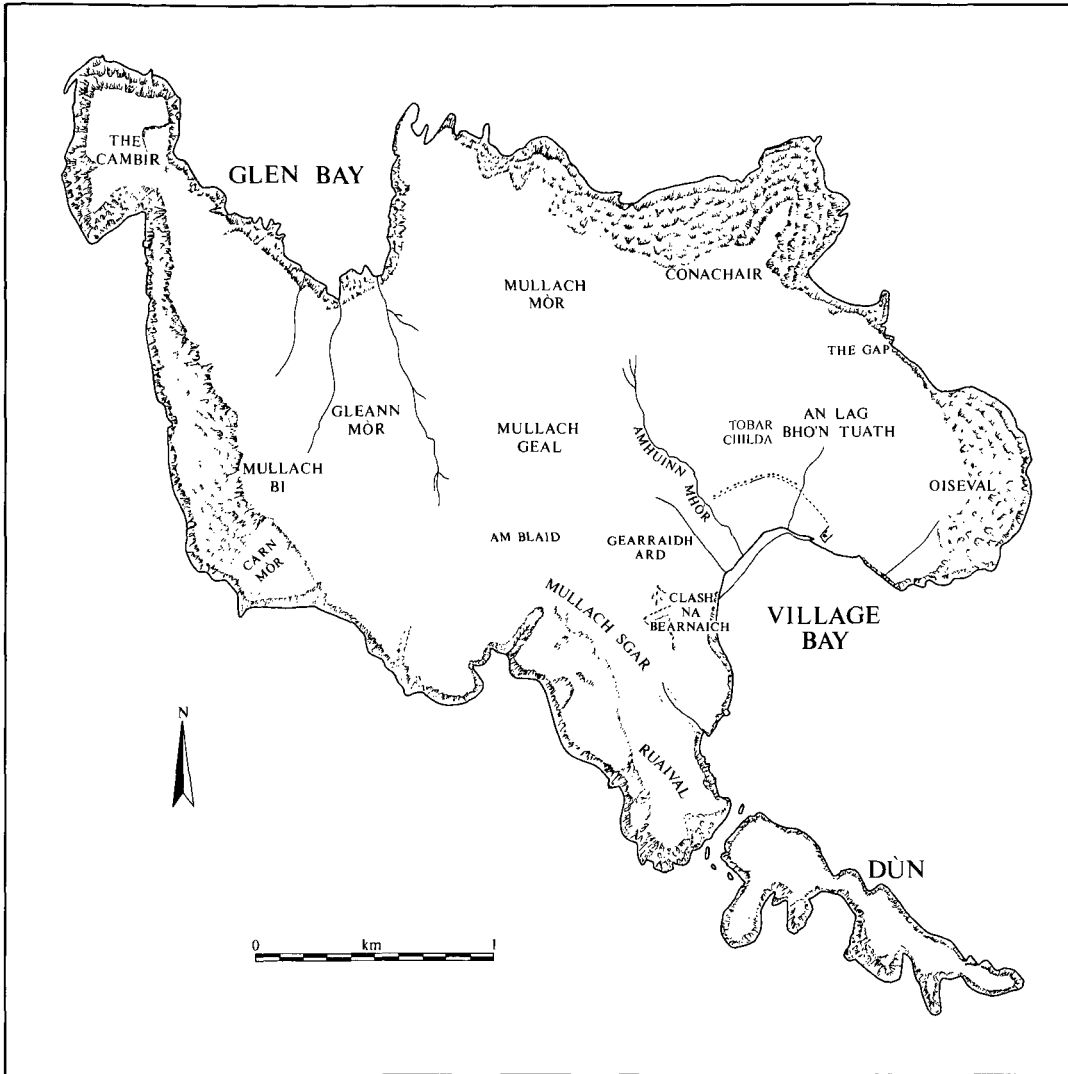 THE
CAMBIR
GLEN BAY
CONACHAIR
MULLACH
MÒR
THE GAP
GLEANN
MÒR
MULLACH
GEAL
TOBAR
CHILDA
AN LAG
BHO'N TUATH
AMHUINN MHÒR
MULLACH
BI
OISEVAL
AM BLAID
GEARRAIDH
ARD
CARN
MÒR
MULLACH SGAR
CLASH
NA
BEARNAICH
VILLAGE
BAY
N
RUAIVAL
DÙN
0 km 1